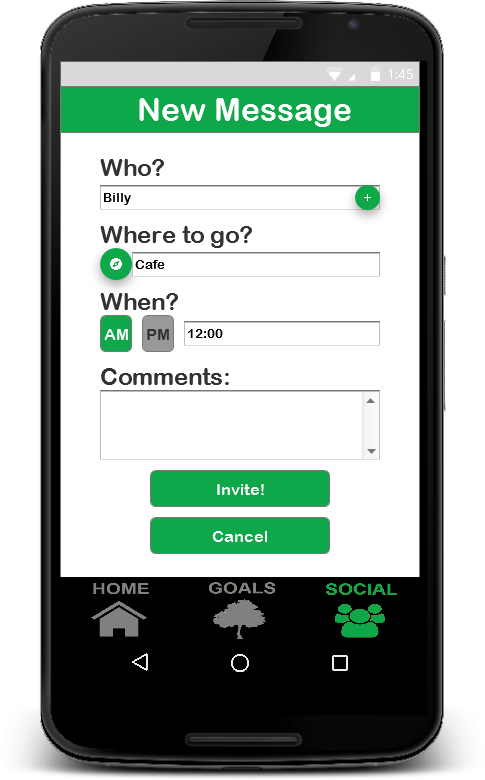 1:45
New Message
Who?
Billy
+
Where to go?
Cafe
When?
AM PM 12:00
Comments:
Invite!
Cancel
HOME GOALS SOCIAL